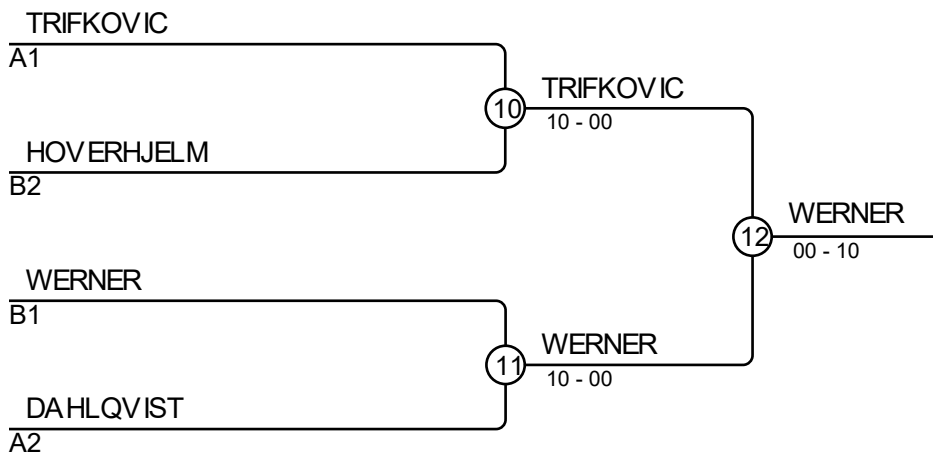 TRIFKOVIC
A1
10
TRIFKOVIC
10 - 00
HOVERHJELM
B2
12
WERNER
00 - 10
WERNER
B1
11
WERNER
10 - 00
DAHLQVIST
A2